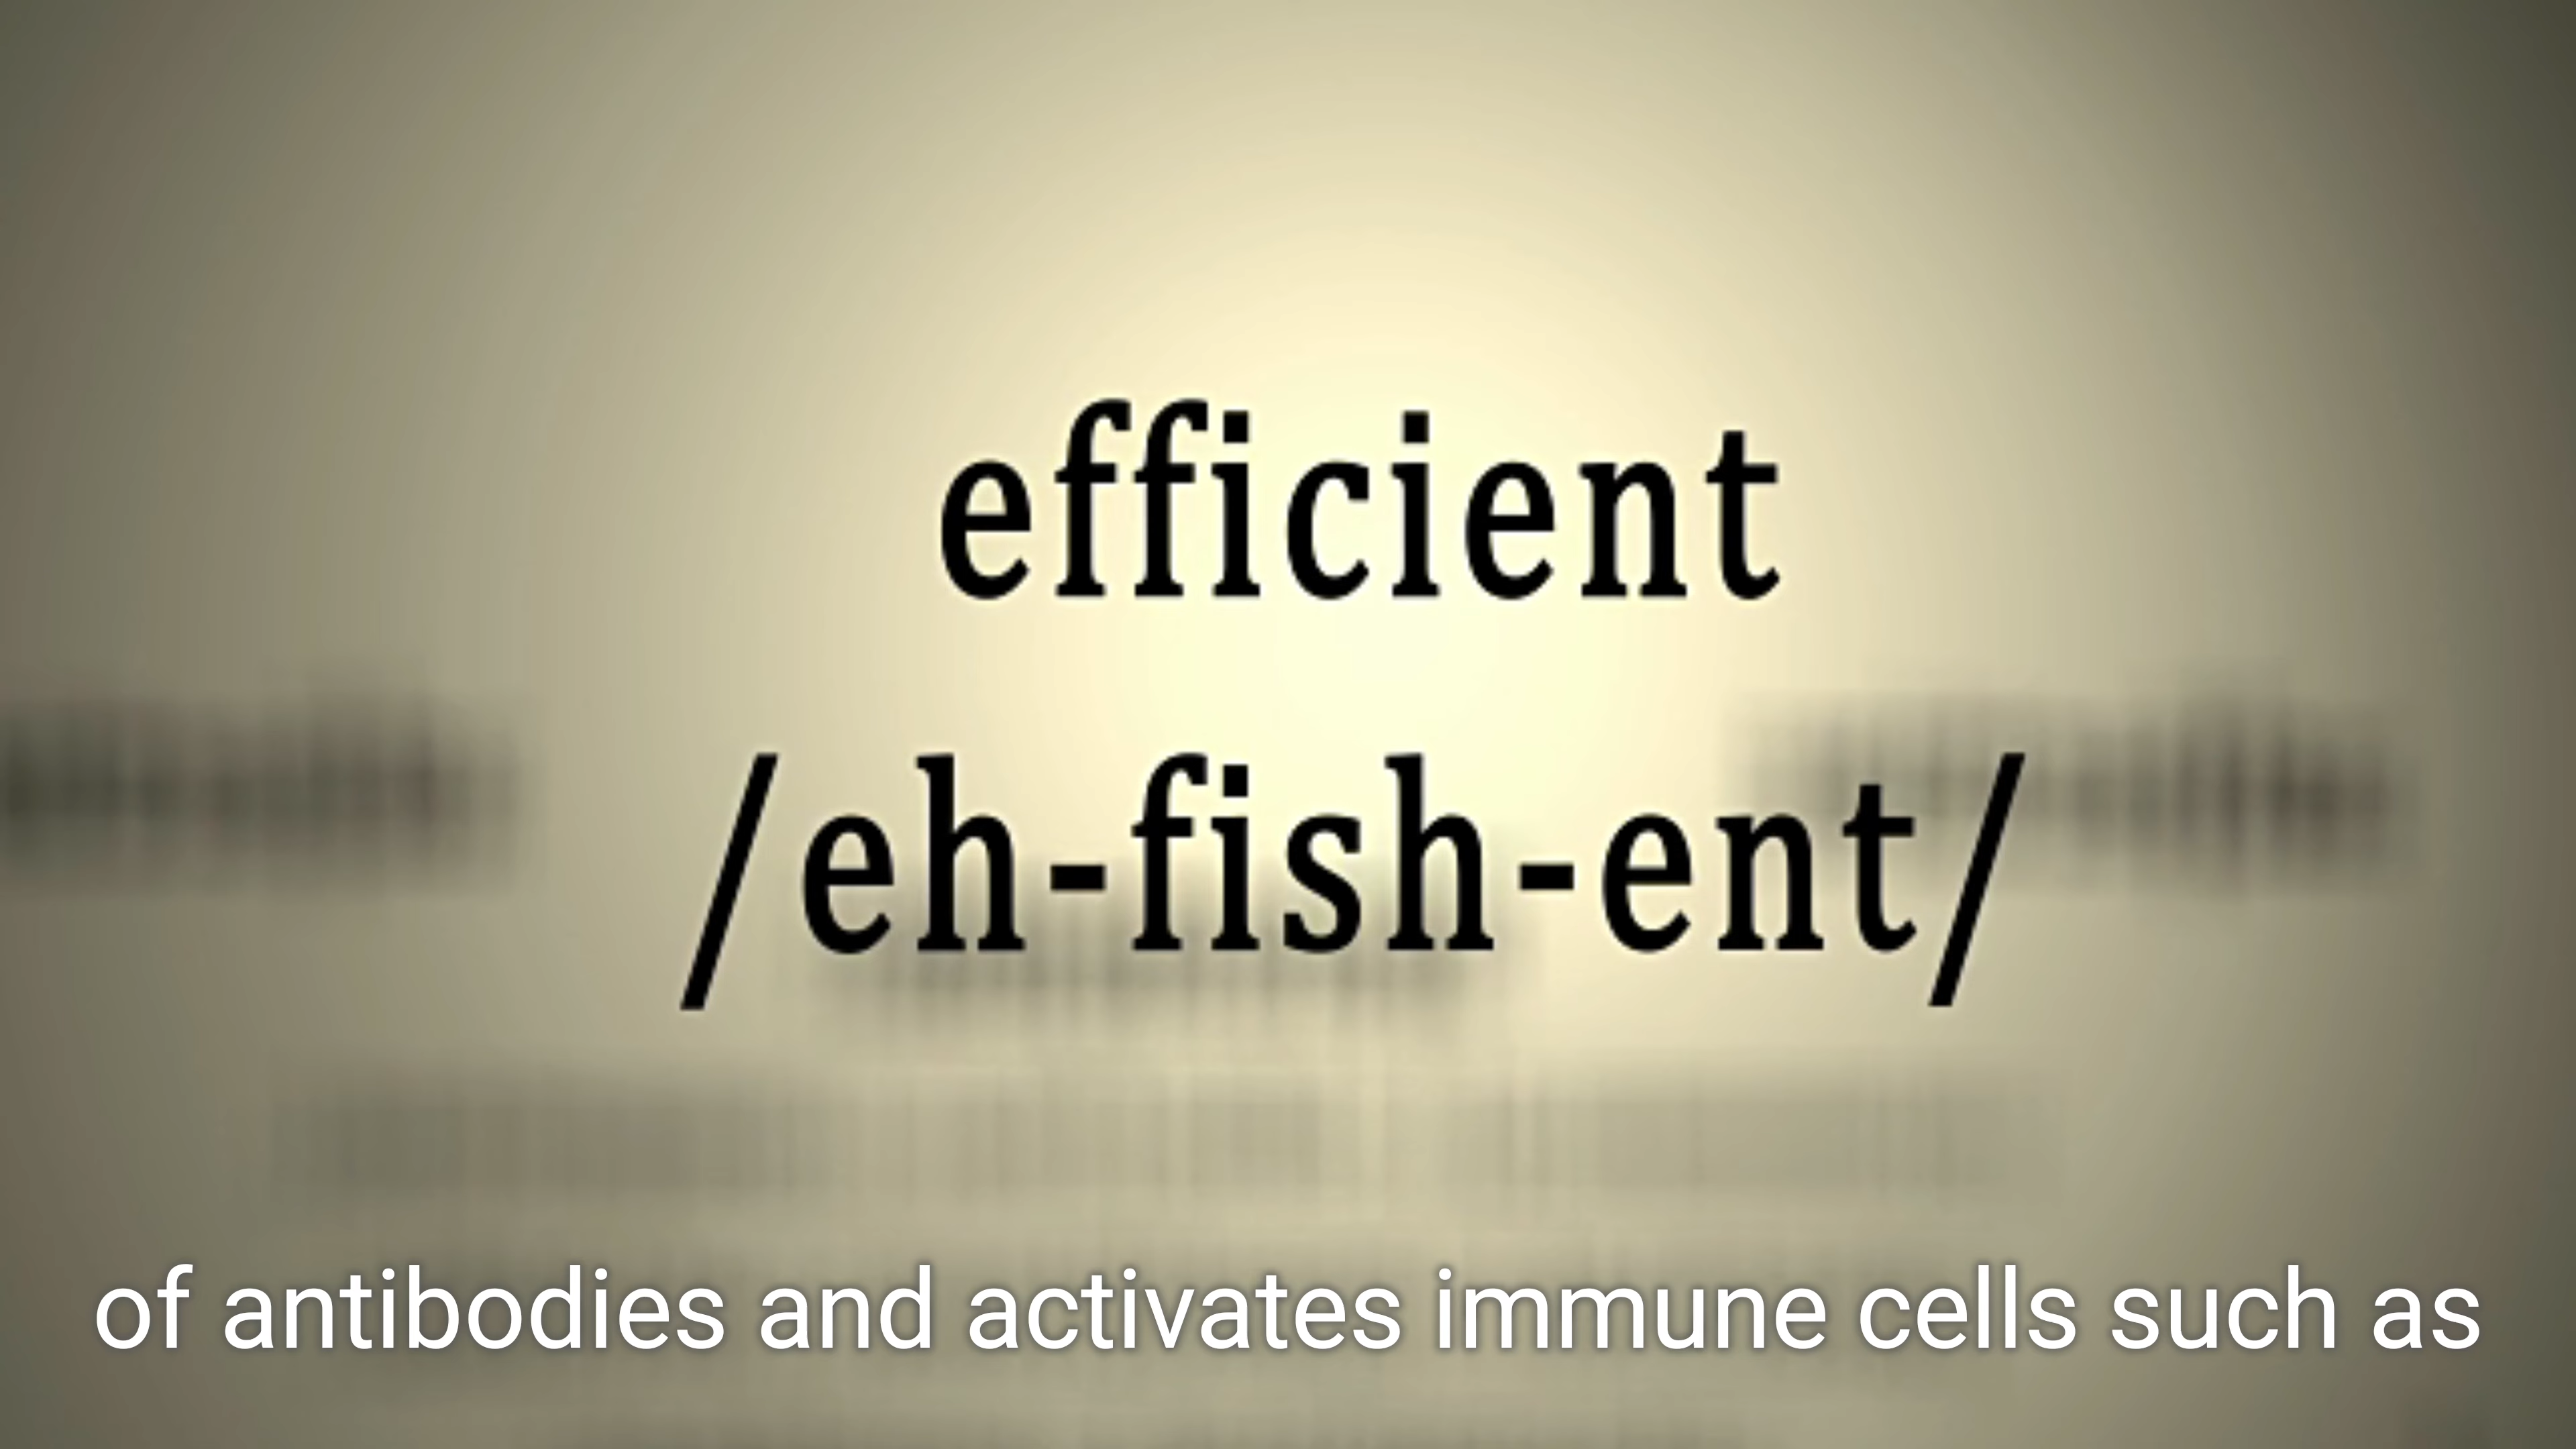 efficient
/eh-fish-ent/
of antibodies and activates immune cells such as